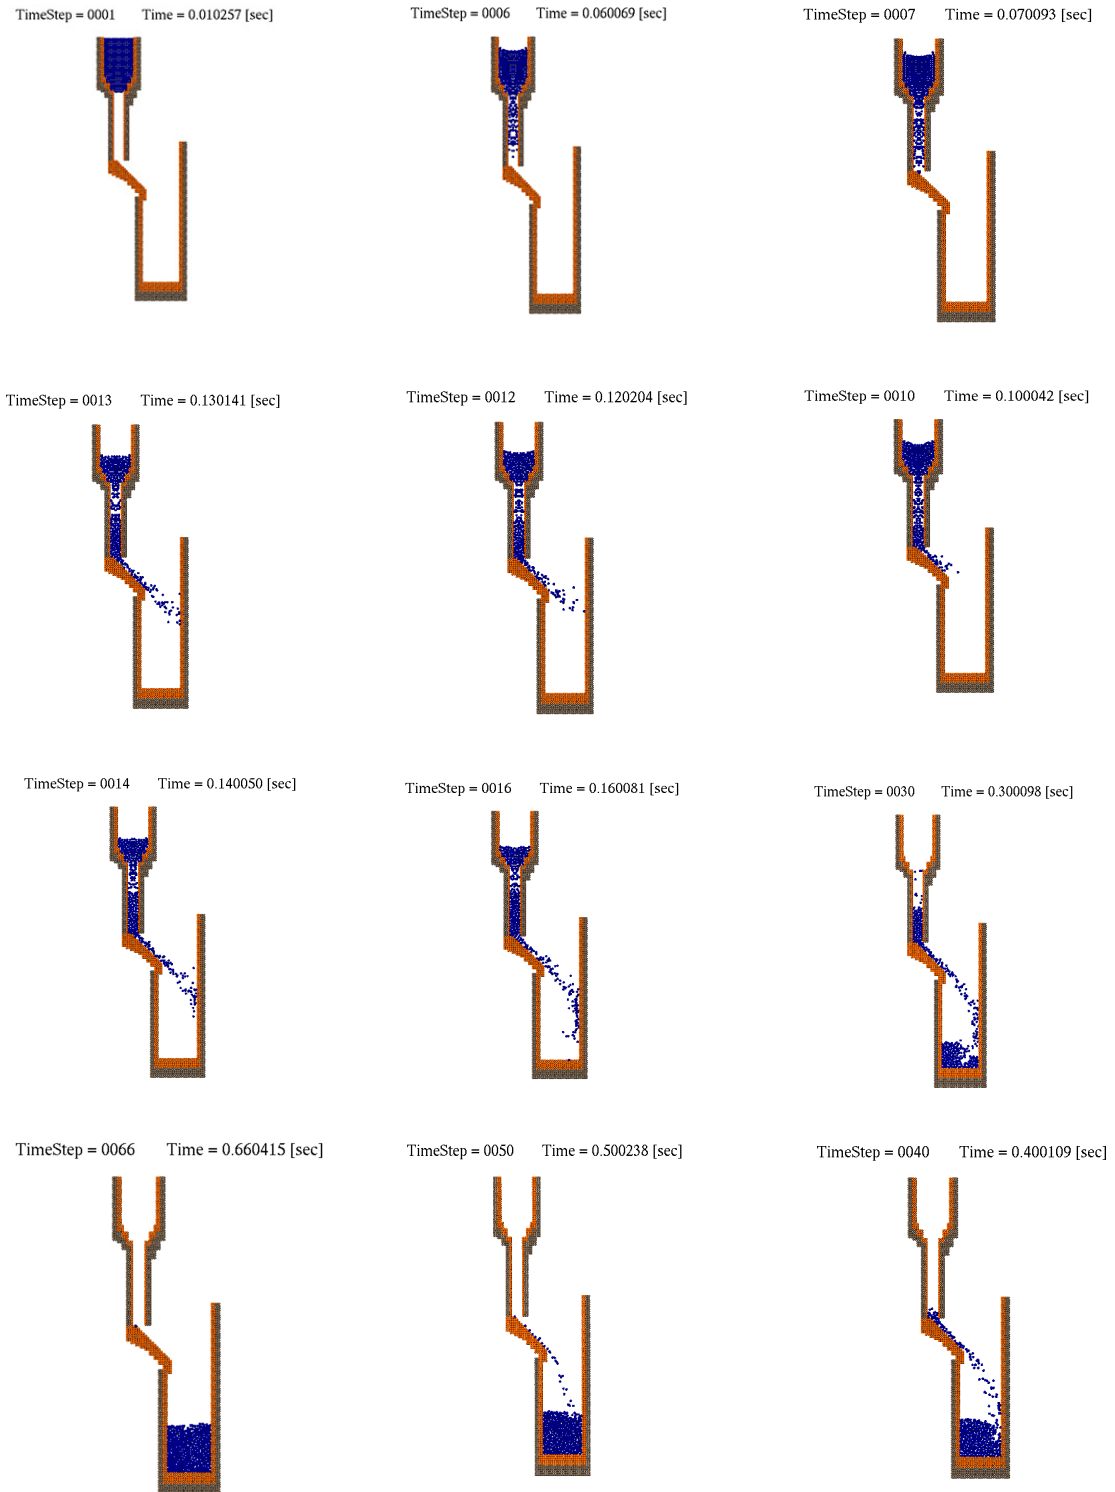 TimeStep = 0001 Time = 0.010257 [sec]
TimeStep = 0006 Time = 0.060069 [sec]
TimeStep = 0007 Time = 0.070093 [sec]
TimeStep = 0013 Time = 0.130141 [sec]
TimeStep = 0012 Time = 0.120204 [sec]
TimeStep = 0010 Time = 0.100042 [sec]
TimeStep = 0014 Time = 0.140050 [sec]
TimeStep = 0016 Time = 0.160081 [sec]
TimeStep = 0030 Time = 0.300098 [sec]
TimeStep = 0066 Time = 0.660415 [sec]
TimeStep = 0050 Time = 0.500238 [sec]
TimeStep = 0040 Time = 0.400109 [sec]